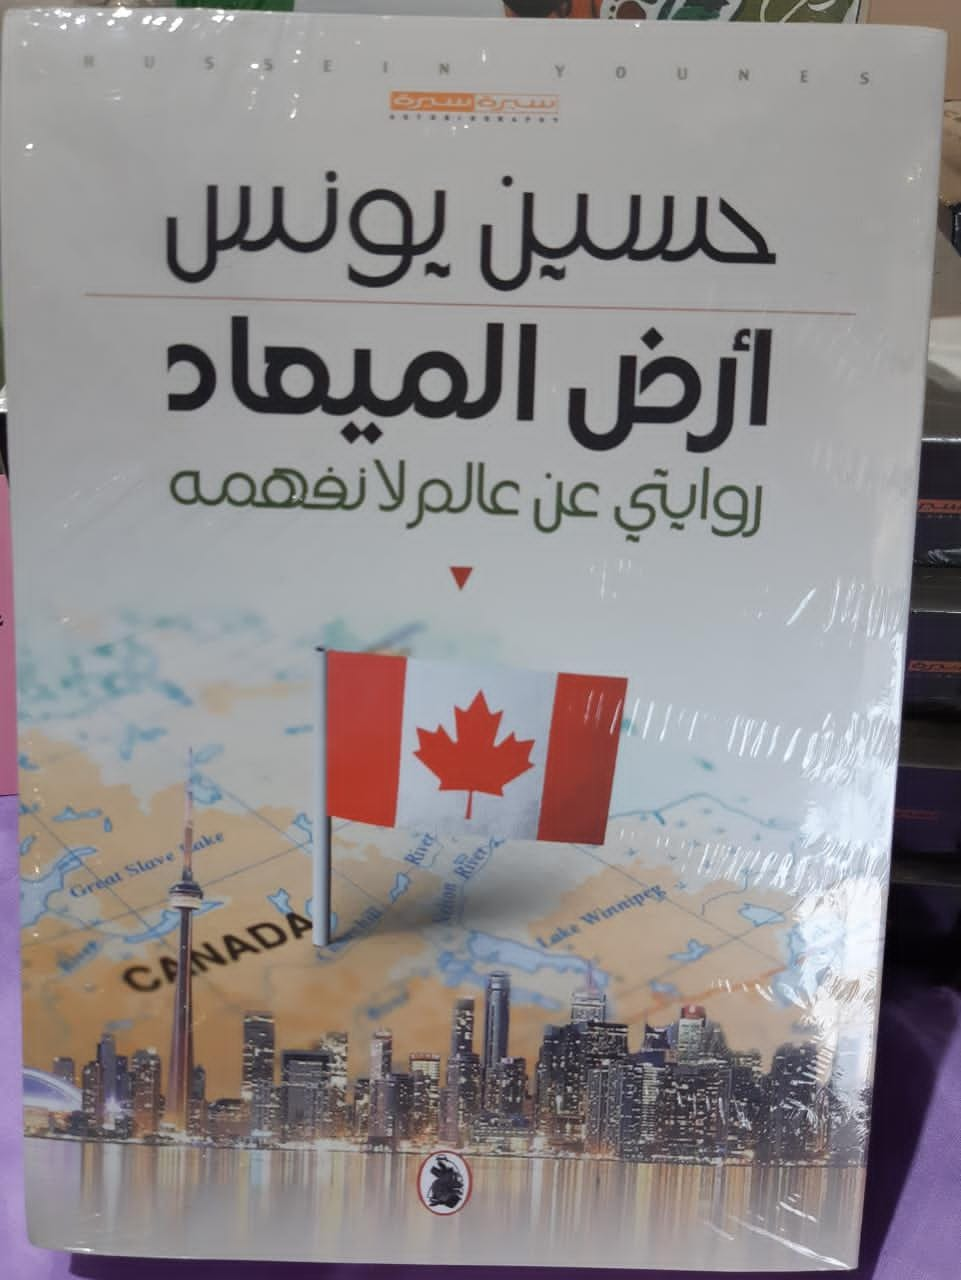 HUSSEIN YOUNES
سيرة سيرة
AUTOBIOGRAPHY
حسين يونس
أرض الميعاد
روايتي عن عالم لا نفهمه
Great Slave Lake
River
River
CANADA
Lake Winnipeg